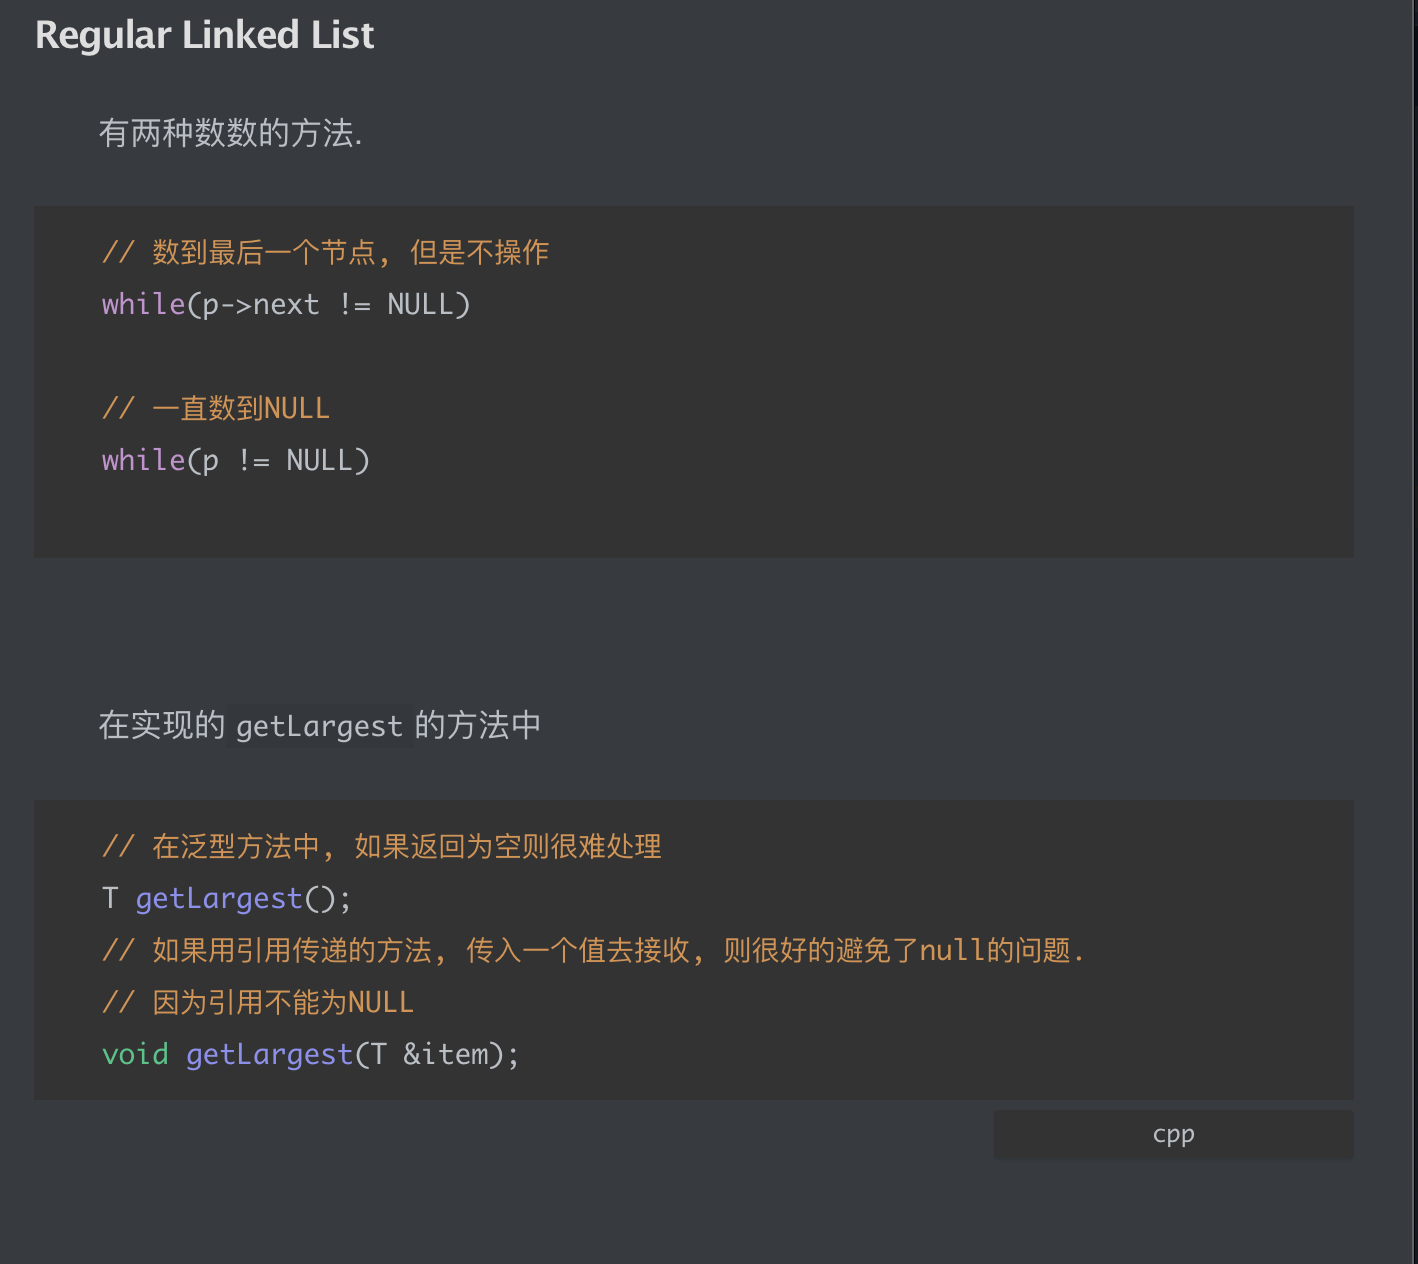 Regular Linked List
有两种数数的方法.
// 数到最后一个节点, 但是不操作
while(p->next != NULL)
// 一直数到NULL
while(p != NULL)
在实现的 getLargest 的方法中
// 在泛型方法中, 如果返回为空则很难处理
T getLargest();
// 如果用引用传递的方法, 传入一个值去接收, 则很好的避免了null的问题.
// 因为引用不能为NULL
void getLargest(T &item);
cpp